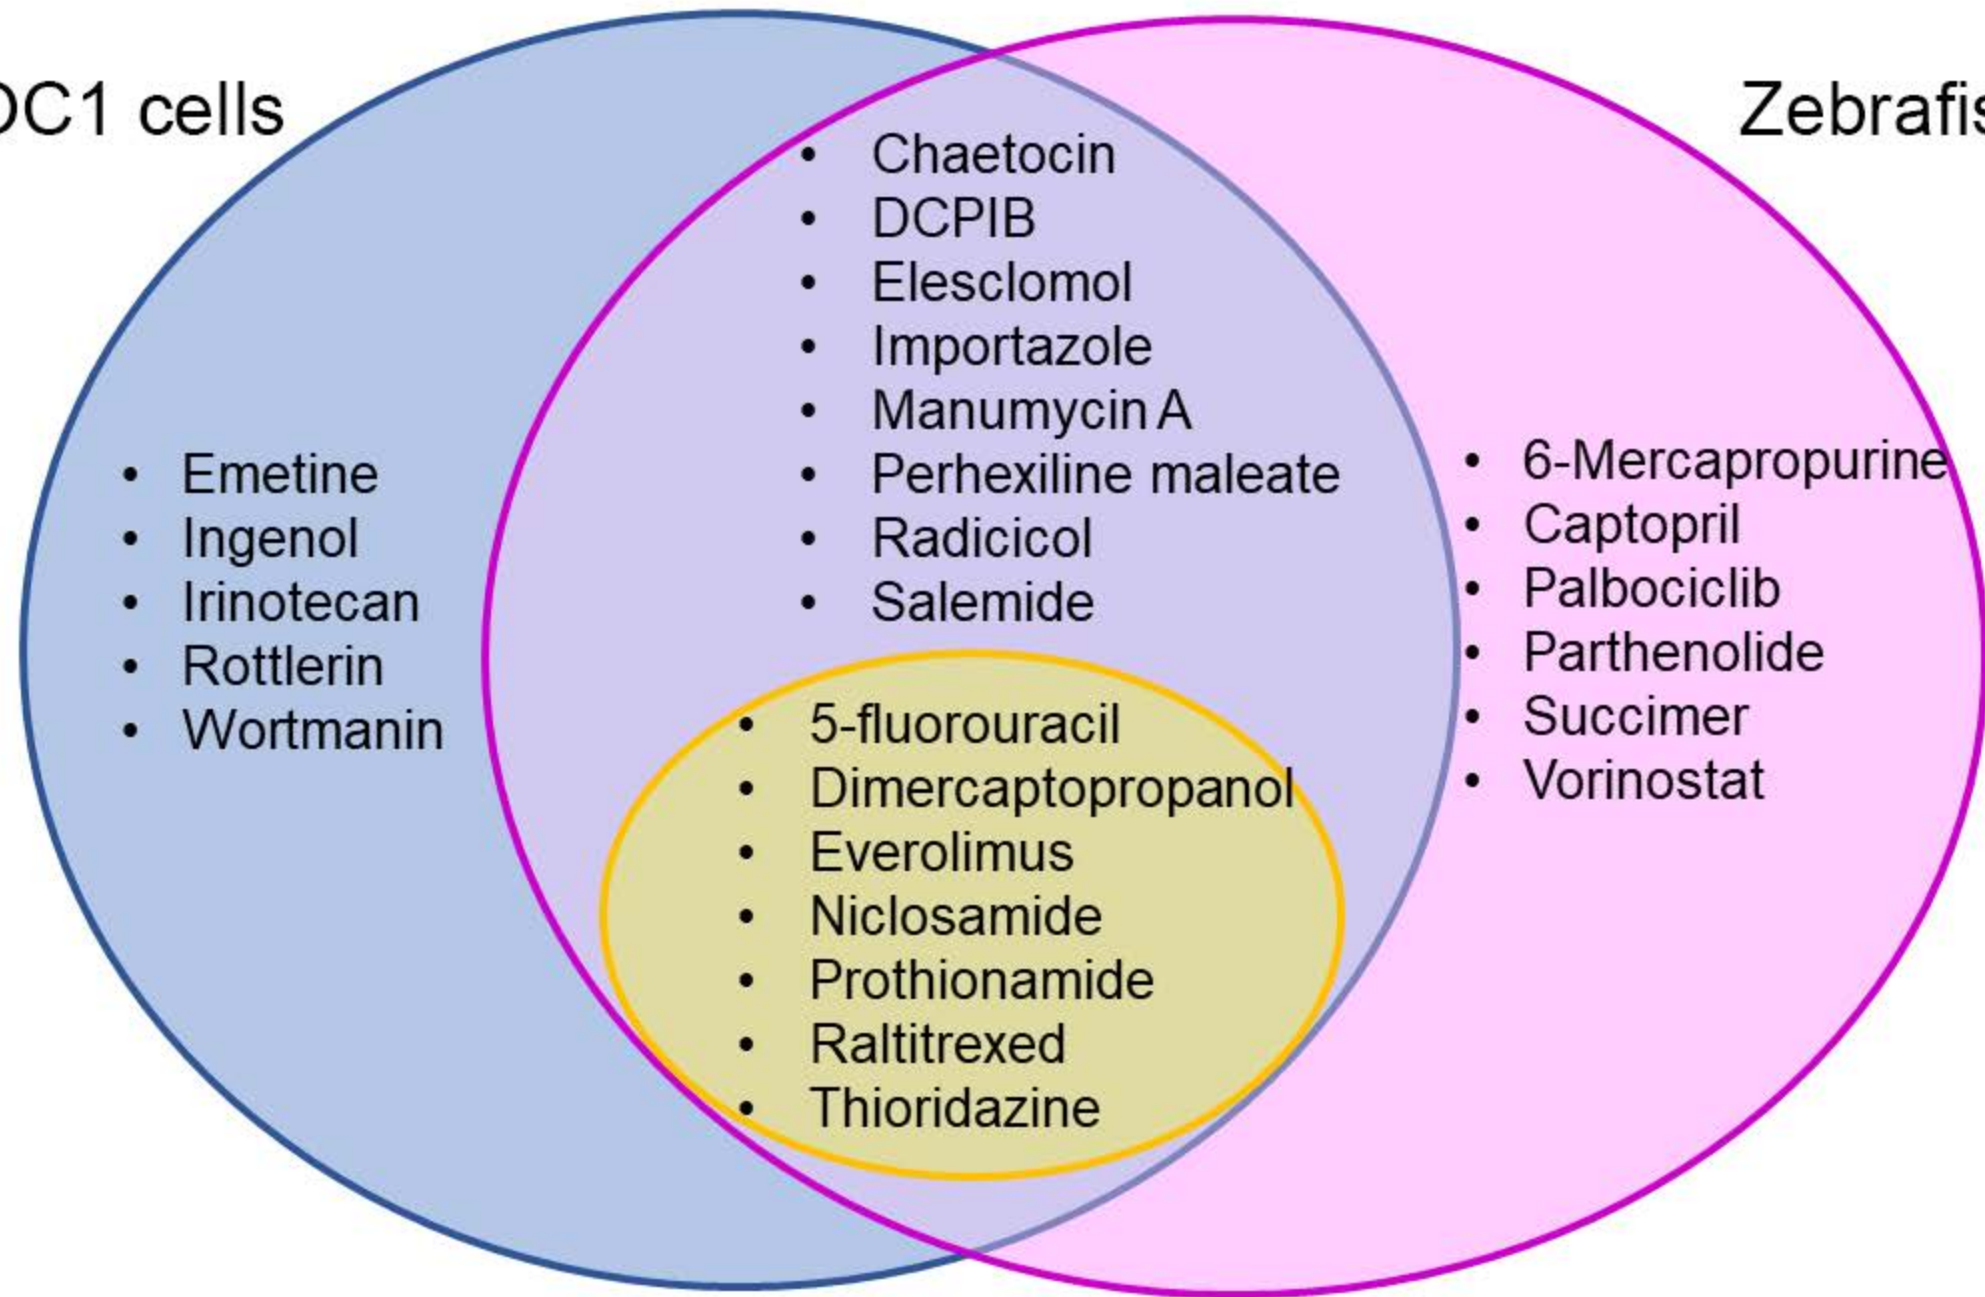 OC1 cells
Zebrafis
• Chaetocin
• DCPIB
• Elesclomol
• Importazole
• Manumycin A
• Perhexiline maleate
• Radicicol
• Salemide
• Emetine
• Ingenol
• Irinotecan
• Rottlerin
• Wortmanin
• 5-fluorouracil
• Dimercaptopropanol
• Everolimus
• Niclosamide
• Prothionamide
• Raltitrexed
• Thioridazine
• 6-Mercapropurine
• Captopril
• Palbociclib
• Parthenolide
• Succimer
• Vorinostat